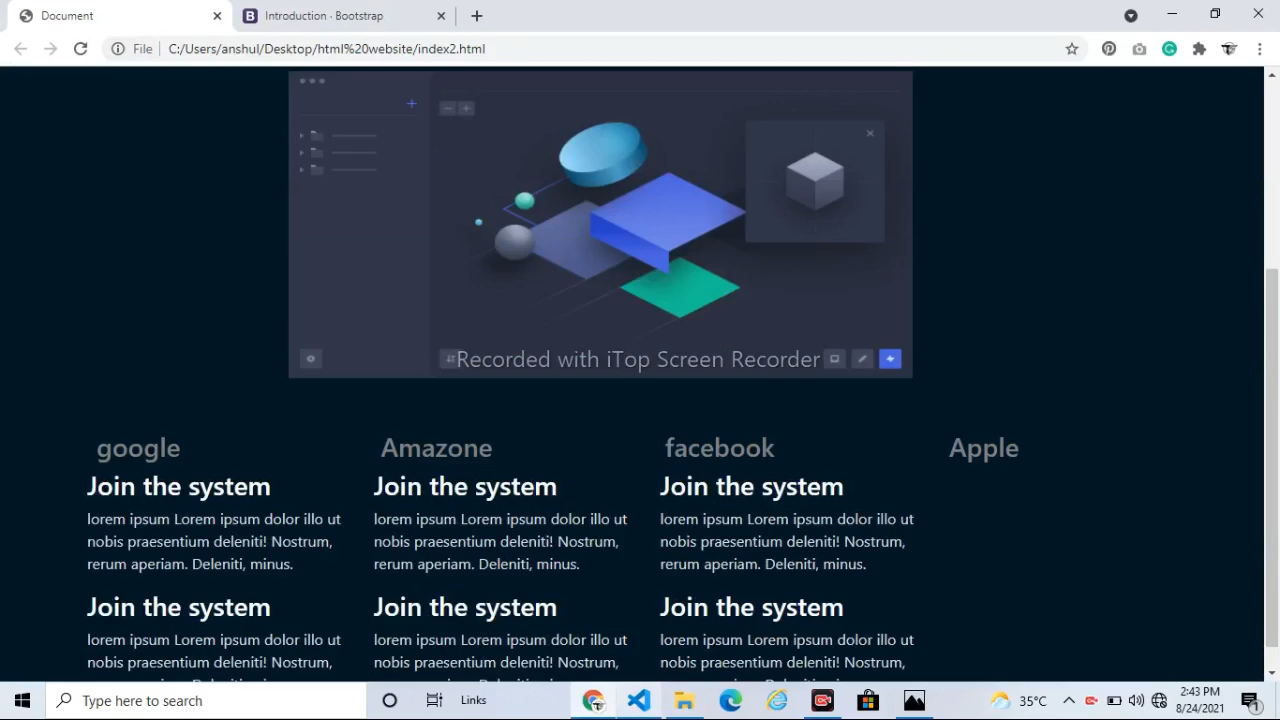 Document
Introduction · Bootstrap
File
C:/Users/anshul/Desktop/html%20website/index2.html
Recorded with iTop Screen Recorder
google
Amazone
facebook
Apple
Join the system
Join the system
Join the system
lorem ipsum Lorem ipsum dolor illo ut
nobis praesentium deleniti! Nostrum,
rerum aperiam. Deleniti, minus.
lorem ipsum Lorem ipsum dolor illo ut
nobis praesentium deleniti! Nostrum,
rerum aperiam. Deleniti, minus.
lorem ipsum Lorem ipsum dolor illo ut
nobis praesentium deleniti! Nostrum,
rerum aperiam. Deleniti, minus.
Join the system
Join the system
Join the system
lorem ipsum Lorem ipsum dolor illo ut
nobis praesentium deleniti! Nostrum,
lorem ipsum Lorem ipsum dolor illo ut
nobis praesentium deleniti! Nostrum,
lorem ipsum Lorem ipsum dolor illo ut
nobis praesentium deleniti! Nostrum,
Type here to search
Links
35°C
2:43 PM
8/24/2021